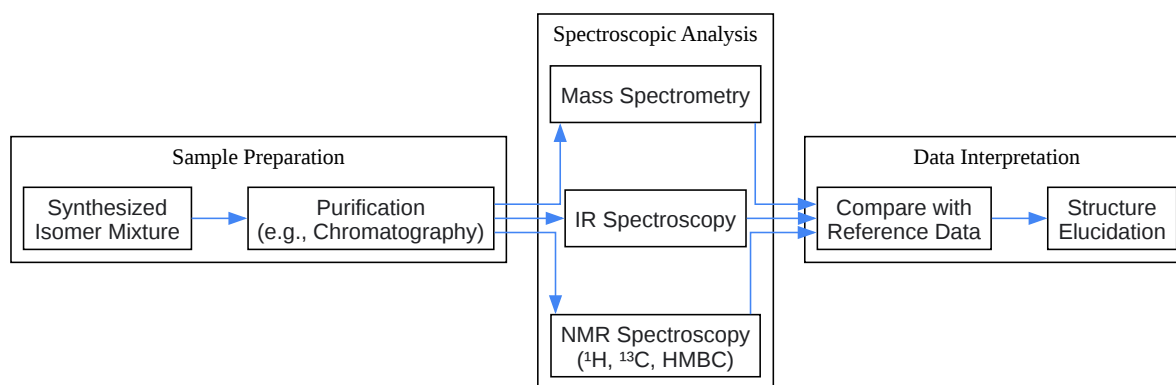 Sample Preparation
Synthesized
Isomer Mixture
Purification
(e.g., Chromatography)
Spectroscopic Analysis
Mass Spectrometry
IR Spectroscopy
NMR Spectroscopy
(¹H, ¹³C, HMBC)
Data Interpretation
Compare with
Reference Data
Structure
Elucidation